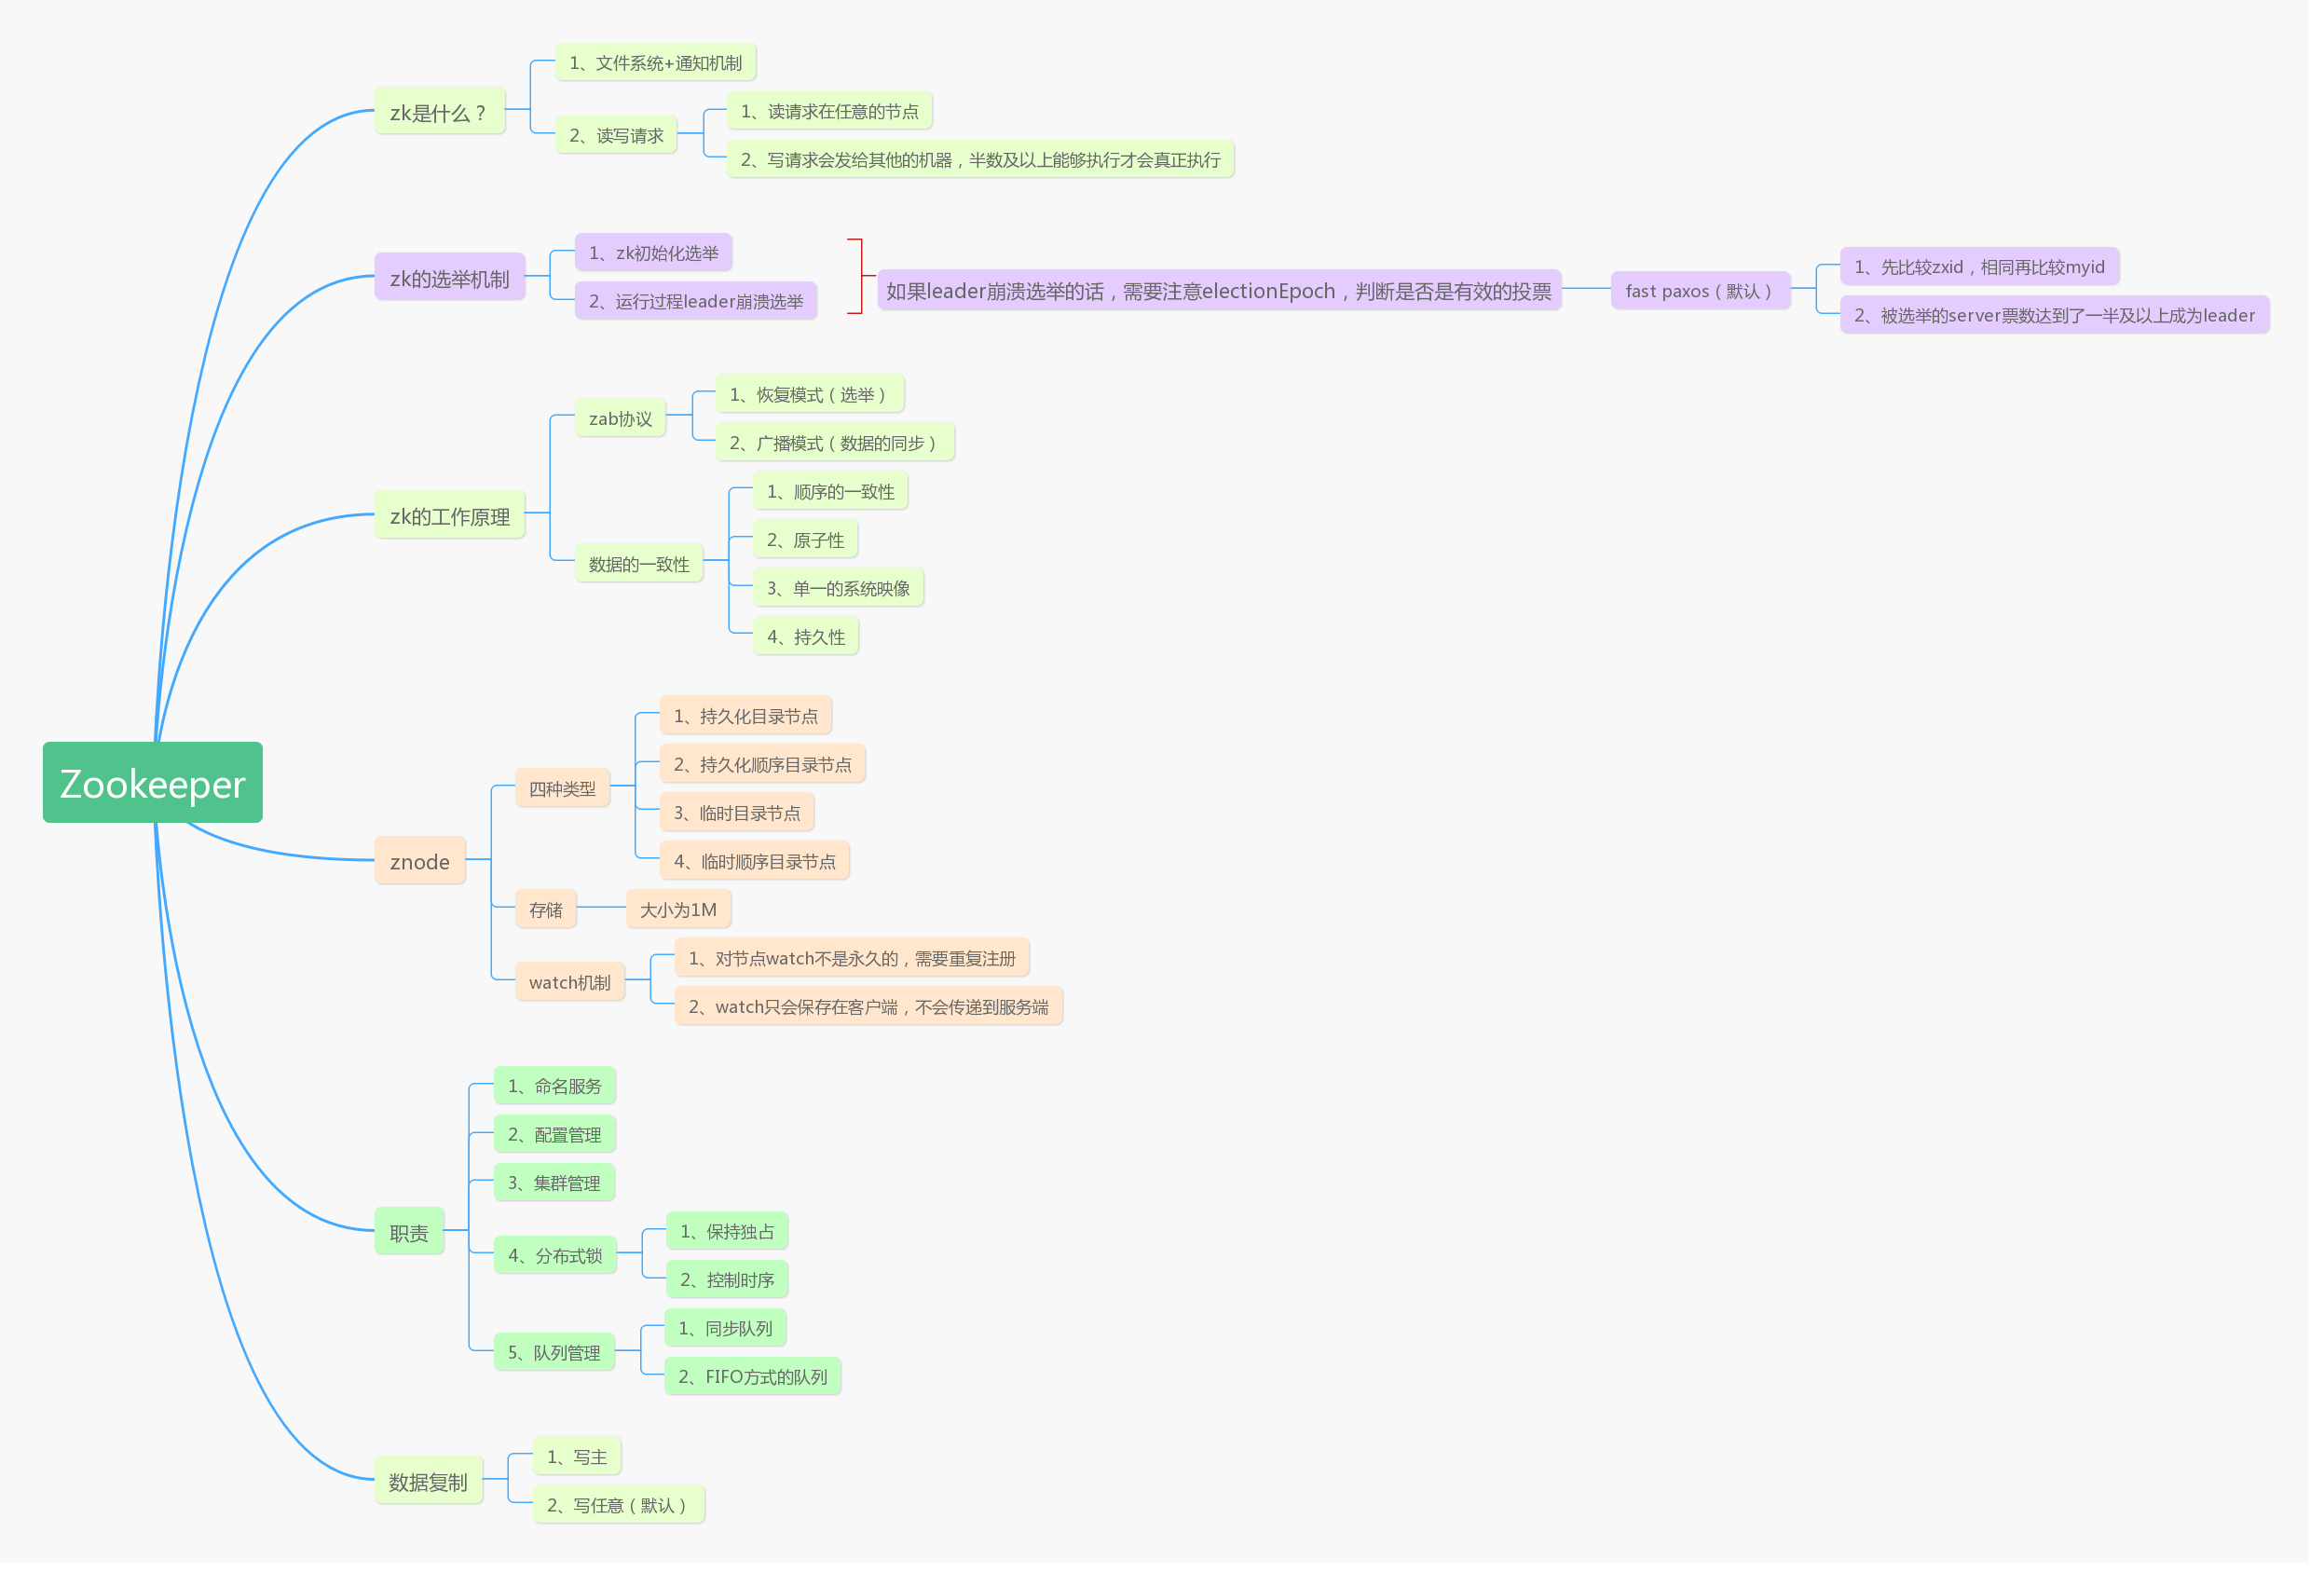 Zookeeper
zk是什么？
1、文件系统+通知机制
2、读写请求
1、读请求在任意的节点
2、写请求会发给其他的机器，半数及以上能够执行才会真正执行
zk的选举机制
1、zk初始化选举
2、运行过程leader崩溃选举
如果leader崩溃选举的话，需要注意electionEpoch，判断是否是有效的投票
fast paxos（默认）
1、先比较zxid，相同再比较myid
2、被选举的server票数达到了一半及以上成为leader
zk的工作原理
zab协议
1、恢复模式（选举）
2、广播模式（数据的同步）
数据的一致性
1、顺序的一致性
2、原子性
3、单一的系统映像
4、持久性
znode
四种类型
1、持久化目录节点
2、持久化顺序目录节点
3、临时目录节点
4、临时顺序目录节点
存储
大小为1M
watch机制
1、对节点watch不是永久的，需要重复注册
2、watch只会保存在客户端，不会传递到服务端
职责
1、命名服务
2、配置管理
3、集群管理
4、分布式锁
1、保持独占
2、控制时序
5、队列管理
1、同步队列
2、FIFO方式的队列
数据复制
1、写主
2、写任意（默认）